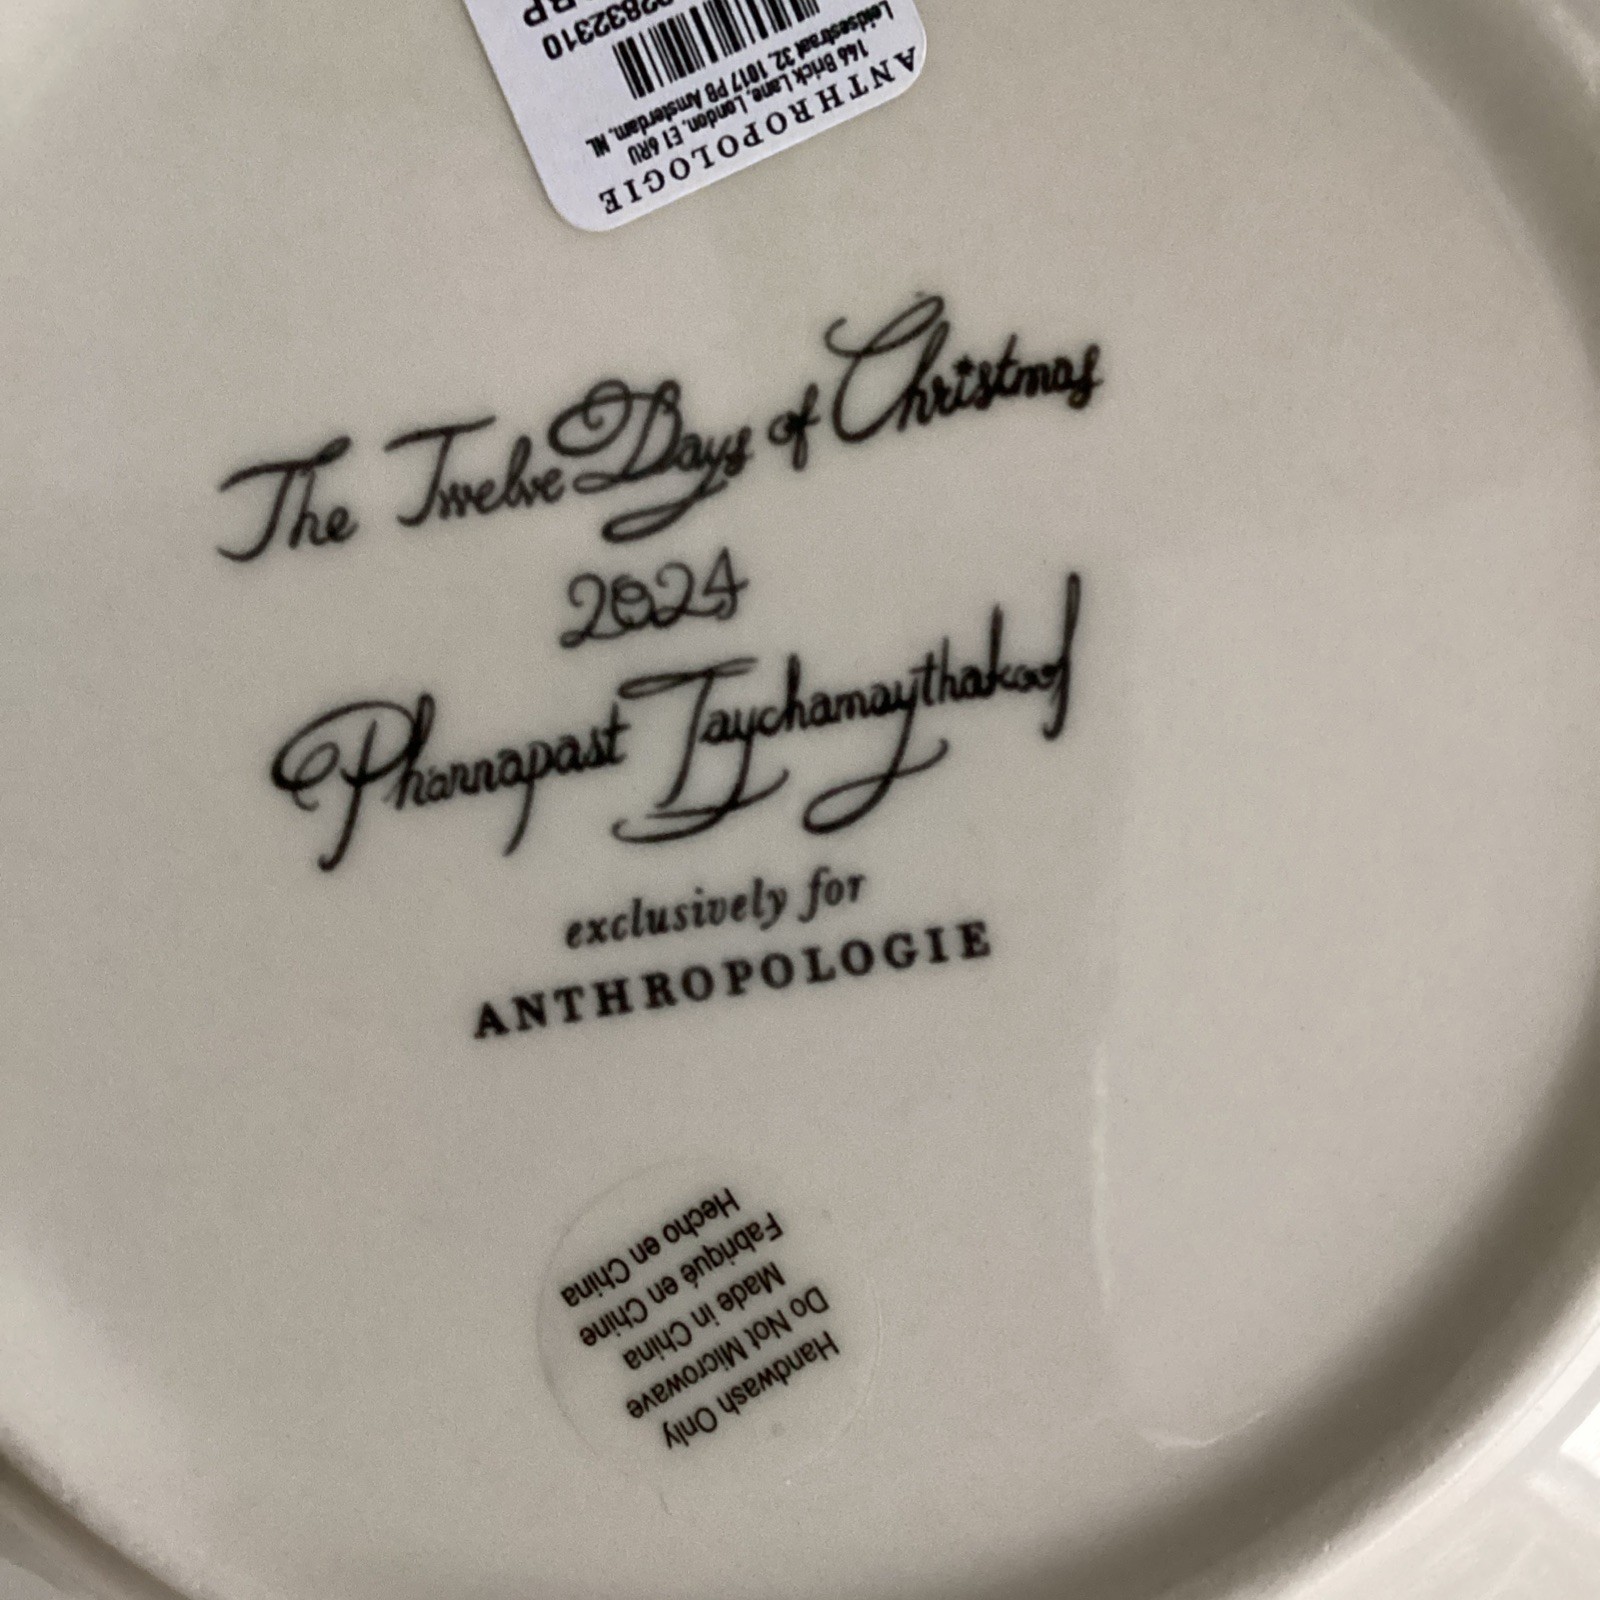 ANTHROPOLOGIE
146 Brick Lane, London, E1 6RU
Leidsestraat 32, 1017 PB Amsterdam, NL
The Twelve Days of Christmas
2024
Phannapast Taychamaythakool
exclusively for
ANTHROPOLOGIE
Handwash Only
Do Not Microwave
Made in China
Fabriqué en Chine
Hecho en China